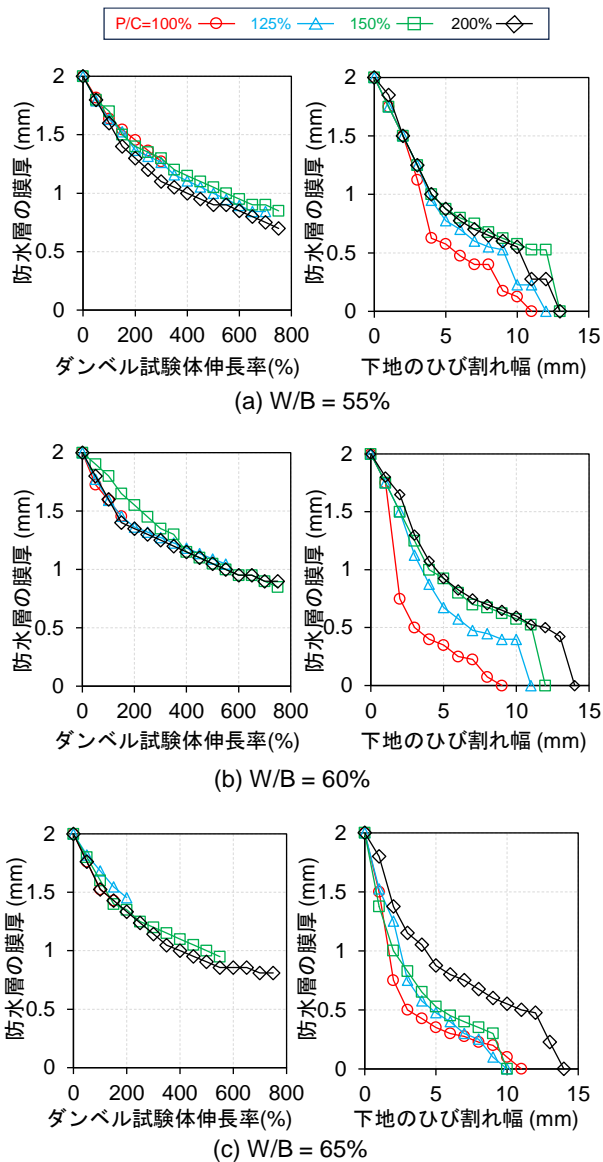 P/C=100% 125% 150% 200%
2
1.5
1
0.5
0
防水層の膜厚 (mm)
0 200 400 600 800
ダンベル試験体伸長率(%)
2
1.5
1
0.5
0
防水層の膜厚 (mm)
0 5 10 15
下地のひび割れ幅 (mm)
(a) W/B = 55%
2
1.5
1
0.5
0
防水層の膜厚 (mm)
0 200 400 600 800
ダンベル試験体伸長率(%)
2
1.5
1
0.5
0
防水層の膜厚 (mm)
0 5 10 15
下地のひび割れ幅 (mm)
(b) W/B = 60%
2
1.5
1
0.5
0
防水層の膜厚 (mm)
0 200 400 600 800
ダンベル試験体伸長率(%)
2
1.5
1
0.5
0
防水層の膜厚 (mm)
0 5 10 15
下地のひび割れ幅 (mm)
(c) W/B = 65%